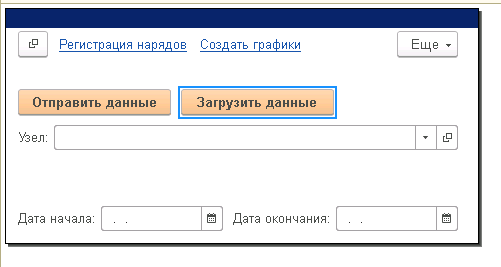 Регистрация нарядов Создать графики Еще
Отправить данные Загрузить данные
Узел:
Дата начала: . . Дата окончания: . .